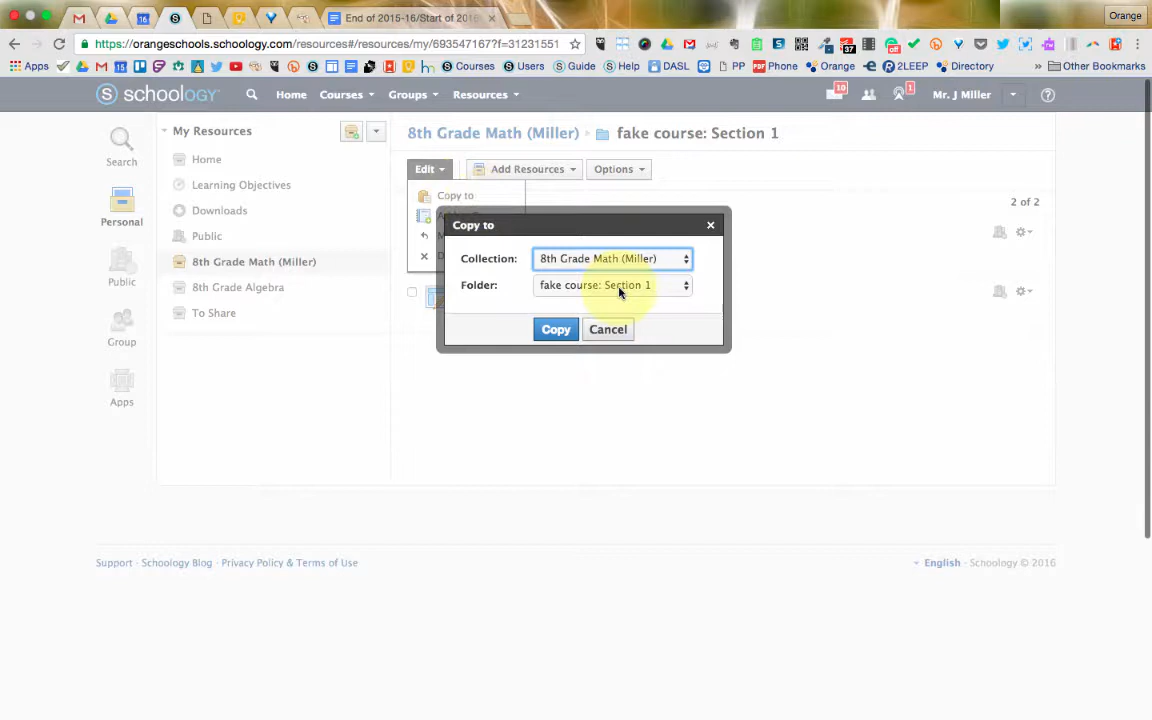 End of 2015-16/Start of 2016
Orange
https://orangeschools.schoology.com/resources#/resources/my/693547167?f=31231551
Apps
Courses
Users
Guide
Help
DASL
PP
Phone
Orange
2LEEP
Directory
» Other Bookmarks
schoology
Home
Courses
Groups
Resources
10
1
Mr. J Miller
Search
Personal
Public
Group
Apps
My Resources
Home
Learning Objectives
Downloads
Public
8th Grade Math (Miller)
8th Grade Algebra
To Share
8th Grade Math (Miller)
fake course: Section 1
Edit
Add Resources
Options
Copy to
2 of 2
Copy to
Collection: 8th Grade Math (Miller)
Folder: fake course: Section 1
Copy
Cancel
Support · Schoology Blog · Privacy Policy & Terms of Use
English · Schoology © 2016